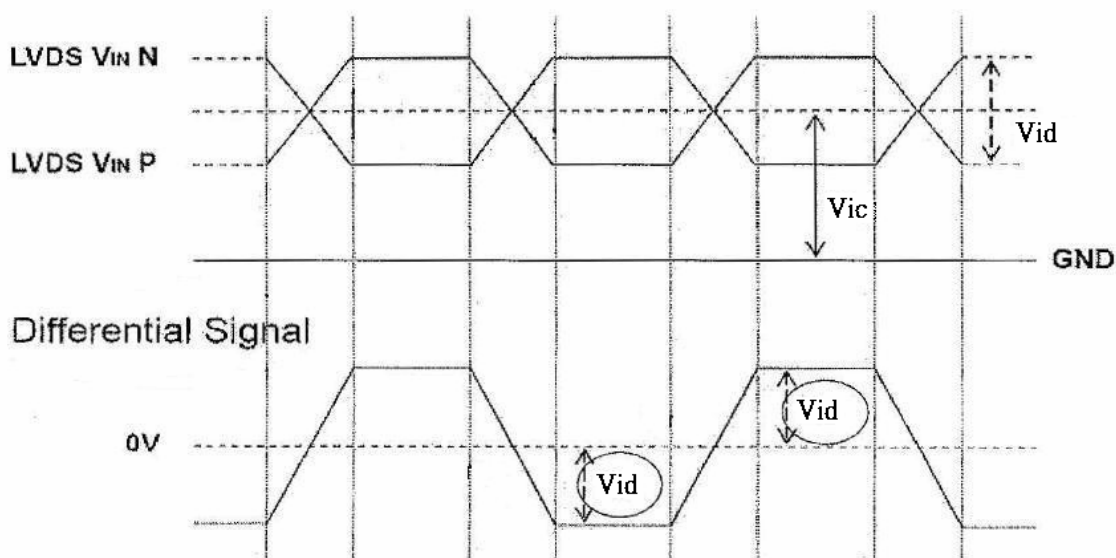 LVDS VIN N
Vid
LVDS VIN P
Vic
GND
Differential Signal
Vid
0V
Vid